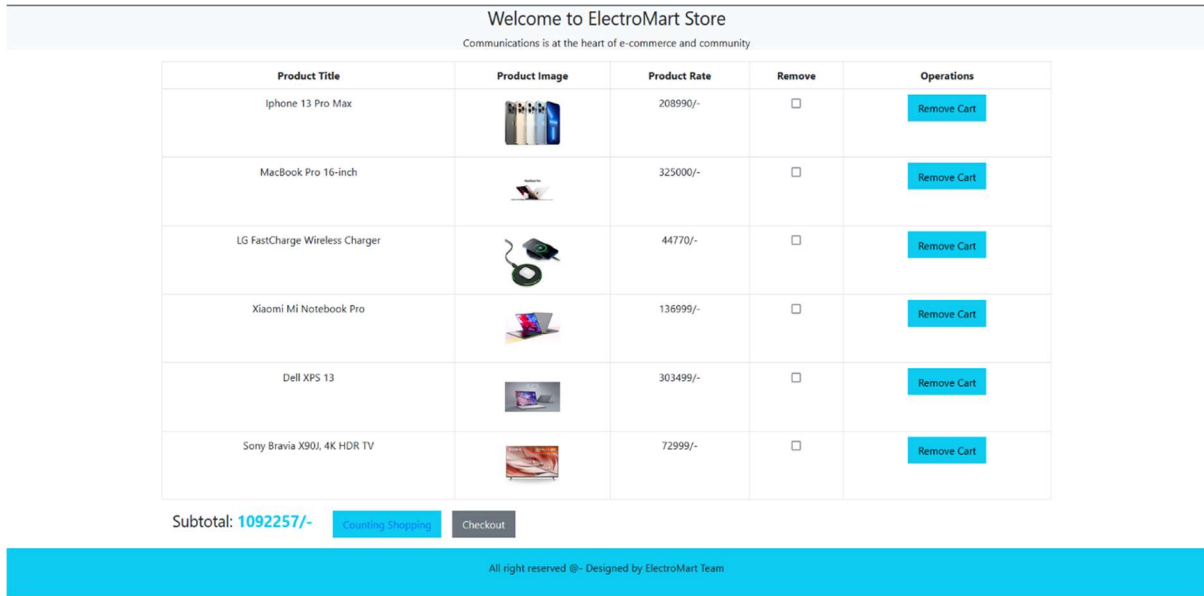 Welcome to ElectroMart Store
Communications is at the heart of e-commerce and community
Product Title Product Image Product Rate Remove Operations
Iphone 13 Pro Max 208990/- Remove Cart
MacBook Pro 16-inch 325000/- Remove Cart
LG FastCharge Wireless Charger 44770/- Remove Cart
Xiaomi Mi Notebook Pro 136999/- Remove Cart
Dell XPS 13 303499/- Remove Cart
Sony Bravia X90J, 4K HDR TV 72999/- Remove Cart
Subtotal: 1092257/- Counting Shopping Checkout
All right reserved @- Designed by ElectroMart Team